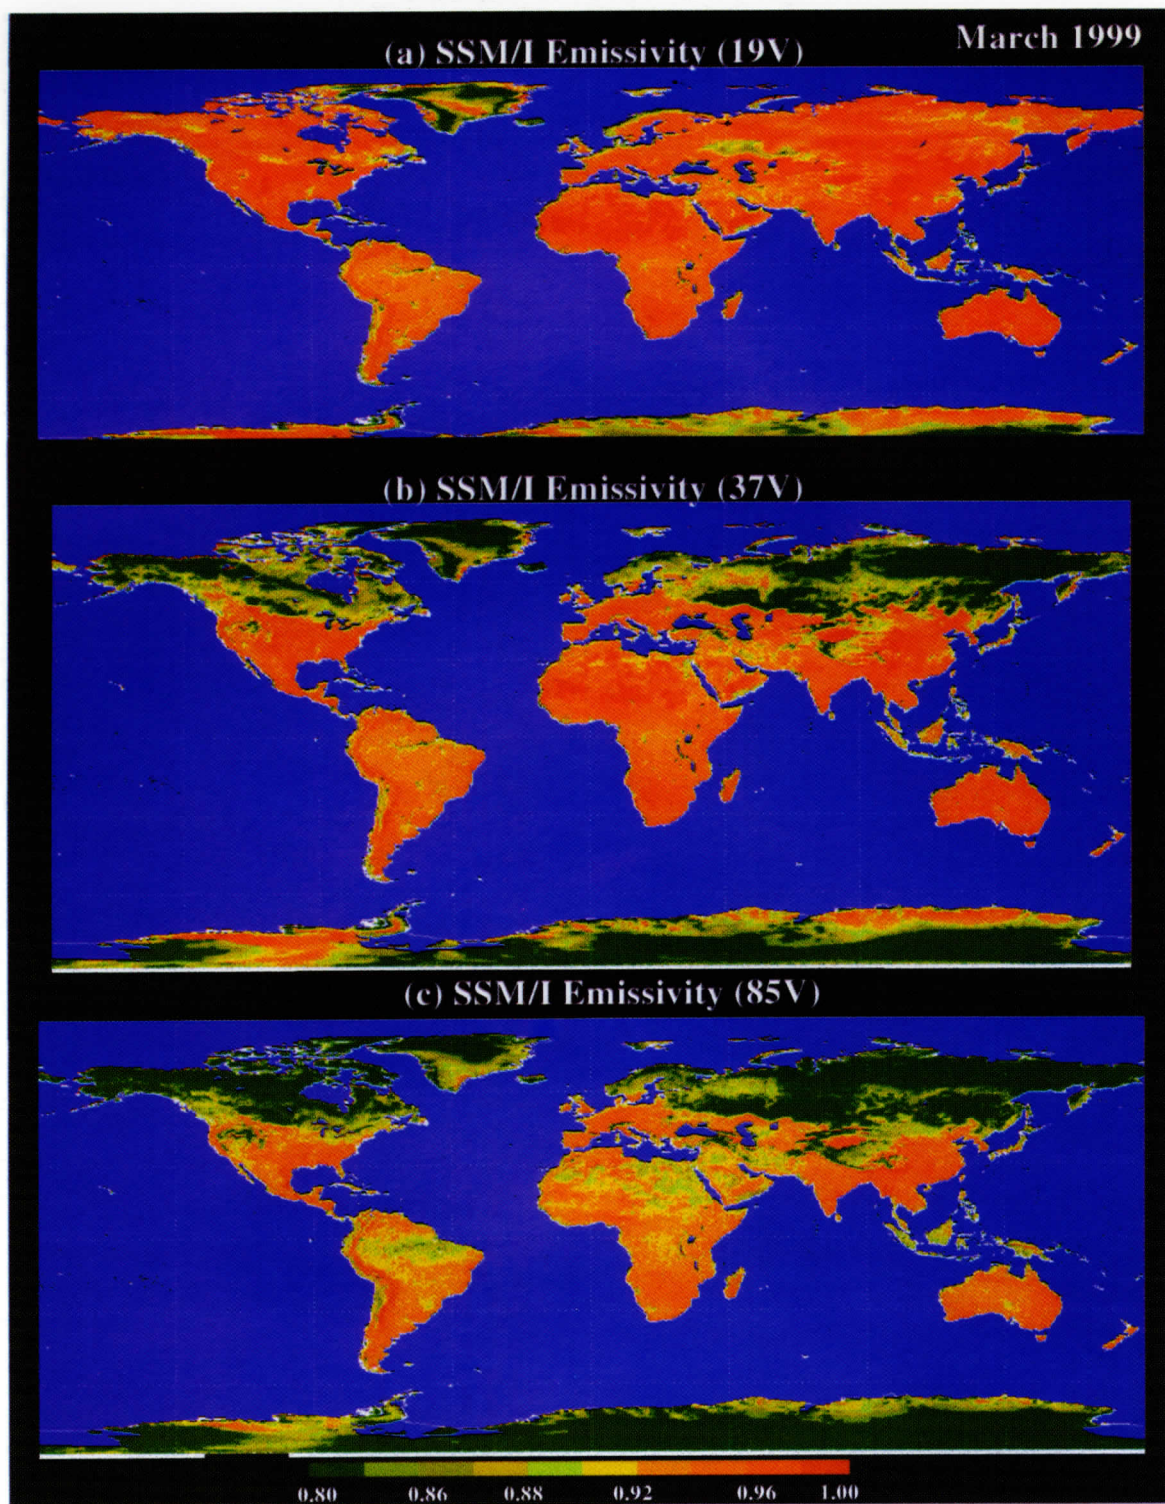 March 1999
(a) SSM/I Emissivity (19V)
(b) SSM/I Emissivity (37V)
(c) SSM/I Emissivity (85V)
0.80 0.86 0.88 0.92 0.96 1.00